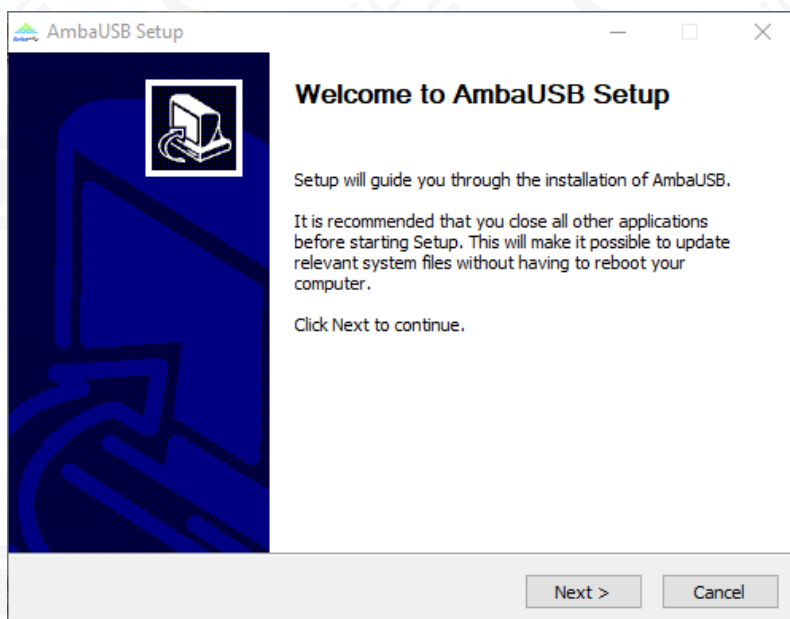 AmbaUSB Setup
Welcome to AmbaUSB Setup
Setup will guide you through the installation of AmbaUSB.
It is recommended that you close all other applications
before starting Setup. This will make it possible to update
relevant system files without having to reboot your
computer.
Click Next to continue.
Next >
Cancel